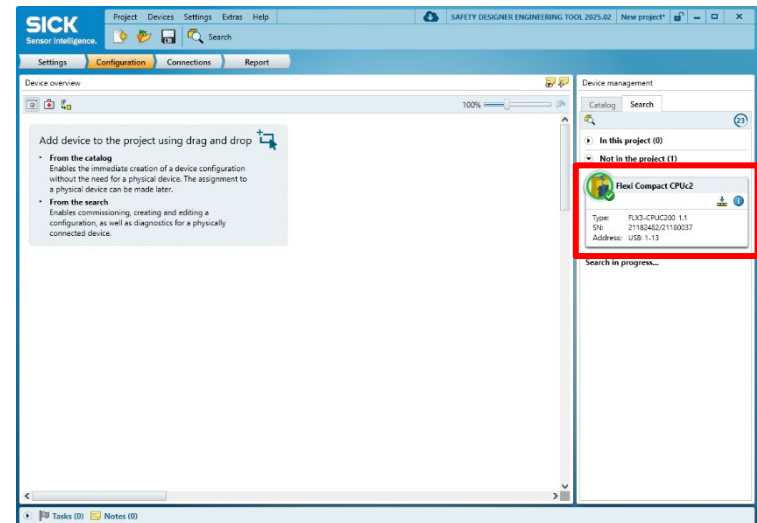 SICK
Sensor Intelligence.
Project Devices Settings Extras Help
SAFETY DESIGNER ENGINEERING TOOL 2025.02 New project*
Search
Settings Configuration Connections Report
Device overview
100%
Add device to the project using drag and drop
• From the catalog
Enables the immediate creation of a device configuration
without the need for a physical device. The assignment to
a physical device can be made later.
• From the search
Enables commissioning, creating and editing a
configuration, as well as diagnostics for a physically
connected device.
Device management
Catalog Search
23
In this project (0)
Not in the project (1)
Flexi Compact CPUc2
Type: FLX3-CPUC200 1.1
SN: 21182482/21180037
Address: USB: 1-13
Search in progress...
Tasks (0) Notes (0)